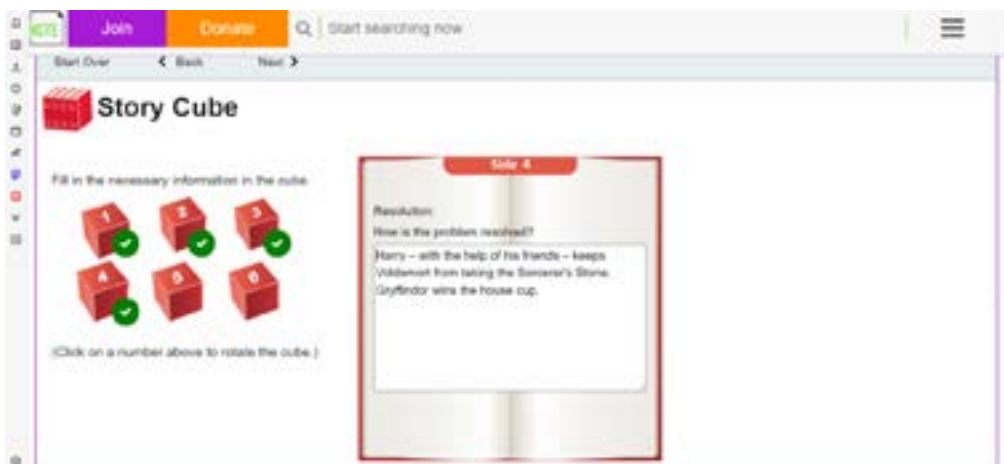 NCTE
Join
Donate
Start searching now
Start Over
Back
Next
Story Cube
Fill in the necessary information in the cube.
1
2
3
4
5
6
(Click on a number above to rotate the cube.)
Side 4
Resolution:
How is the problem resolved?
Harry – with the help of his friends – keeps
Voldemort from taking the Sorcerer's Stone.
Gryffindor wins the house cup.